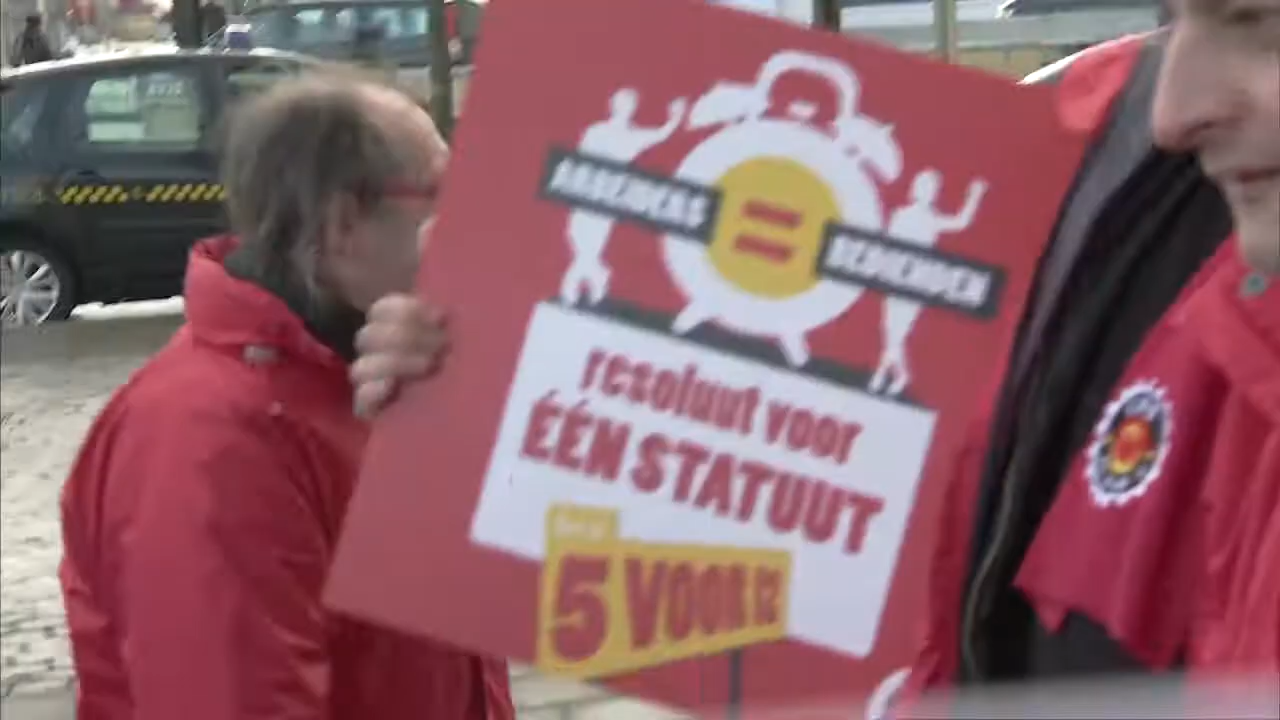 ARBEIDERS = BEDIENDEN
resoluut voor
ÉÉN STATUUT
5 VOOR 12